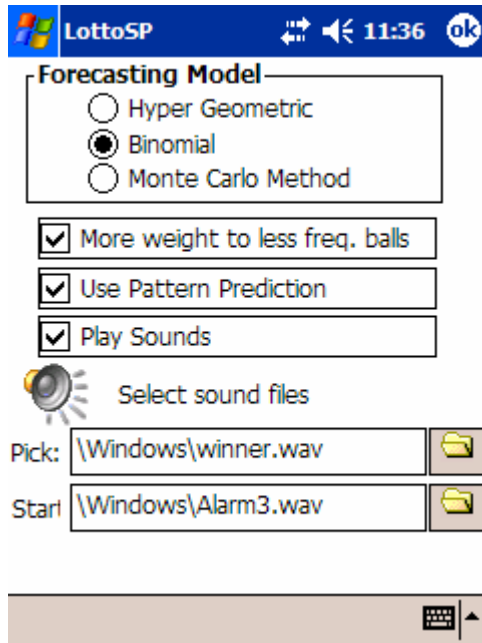 LottoSP 11:36 ok
Forecasting Model
Hyper Geometric
Binomial
Monte Carlo Method
More weight to less freq. balls
Use Pattern Prediction
Play Sounds
Select sound files
Pick: \Windows\winner.wav
Start \Windows\Alarm3.wav